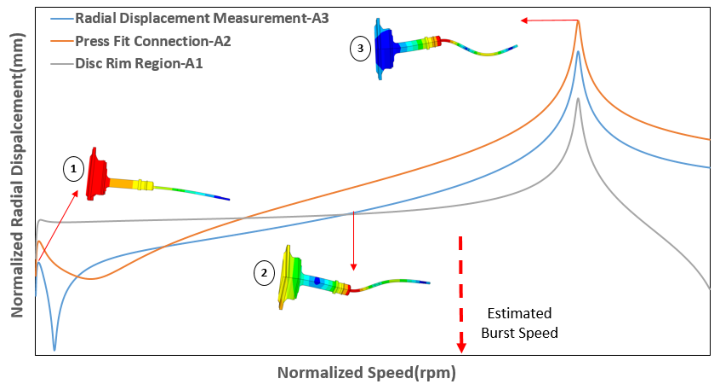 Radial Displacement Measurement-A3
Press Fit Connection-A2
Disc Rim Region-A1
3
1
2
Estimated
Burst Speed
Normalized Radial Dispalcement(mm)
Normalized Speed(rpm)